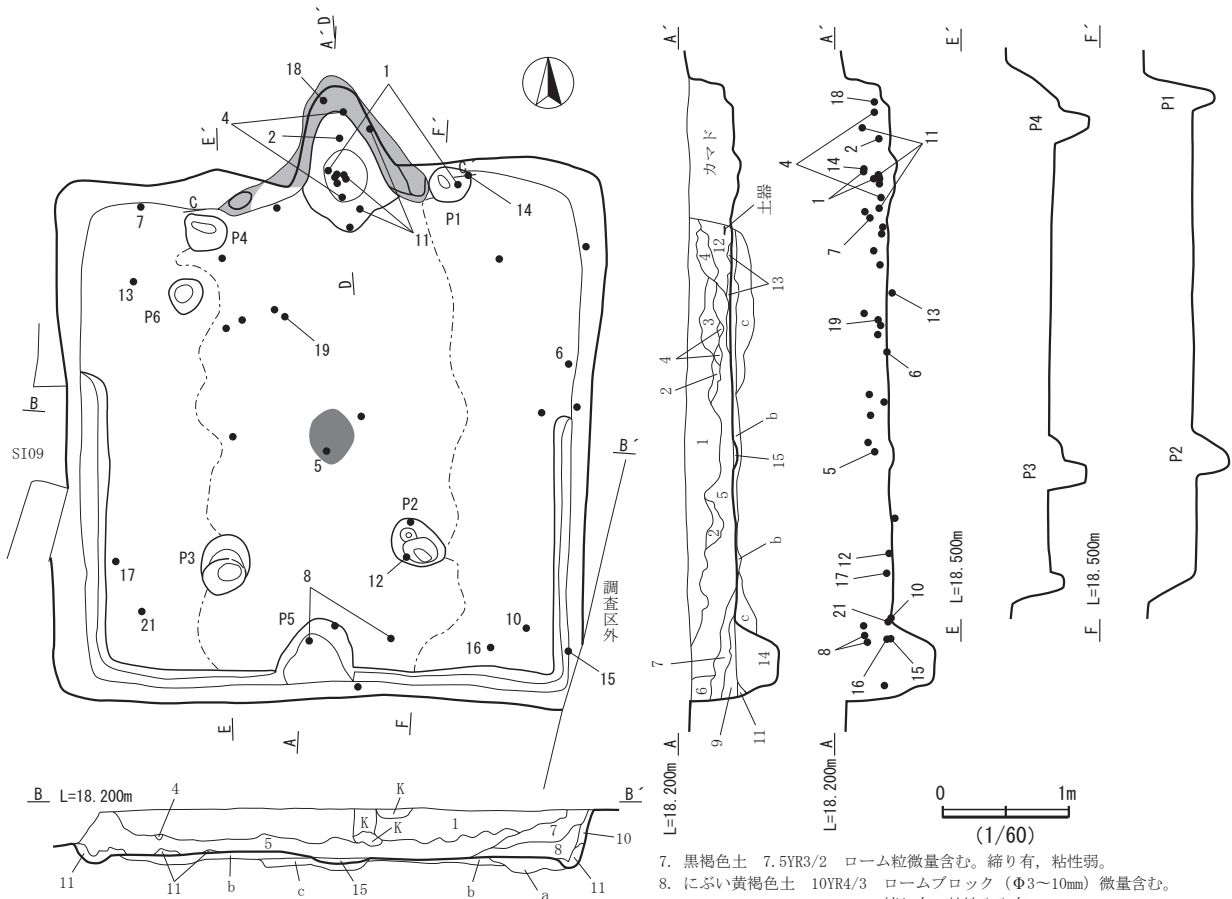 A´ D´
18
1
4
2
E´
F´
C´
C
7
P4
P1
14
11
13
P6
D
19
6
B
SI09
5
B´
P2
P3
12
17
21
8
P5
10
16
15
調査区外
E
A
F
A´
カマド
土器
12
4
13
3
c
4
2
1
b
15
5
2
b
c
7
14
6
9
11
L=18.200m A
A´
18
4
11
2
14
1
7
13
19
6
5
12
17
10
21
8
16
15
L=18.200m A
E´
P4
P3
E L=18.500m
F´
P1
P2
F L=18.500m
B L=18.200m
B´
4
K
K
K
1
7
10
5
8
11
11
b
c
15
b
a
11
0 1m
(1/60)
7. 黒褐色土 7.5YR3/2 ローム粒微量含む。締り有，粘性弱。
8. にぶい黄褐色土 10YR4/3 ロームブロック（Φ3～10mm）微量含む。